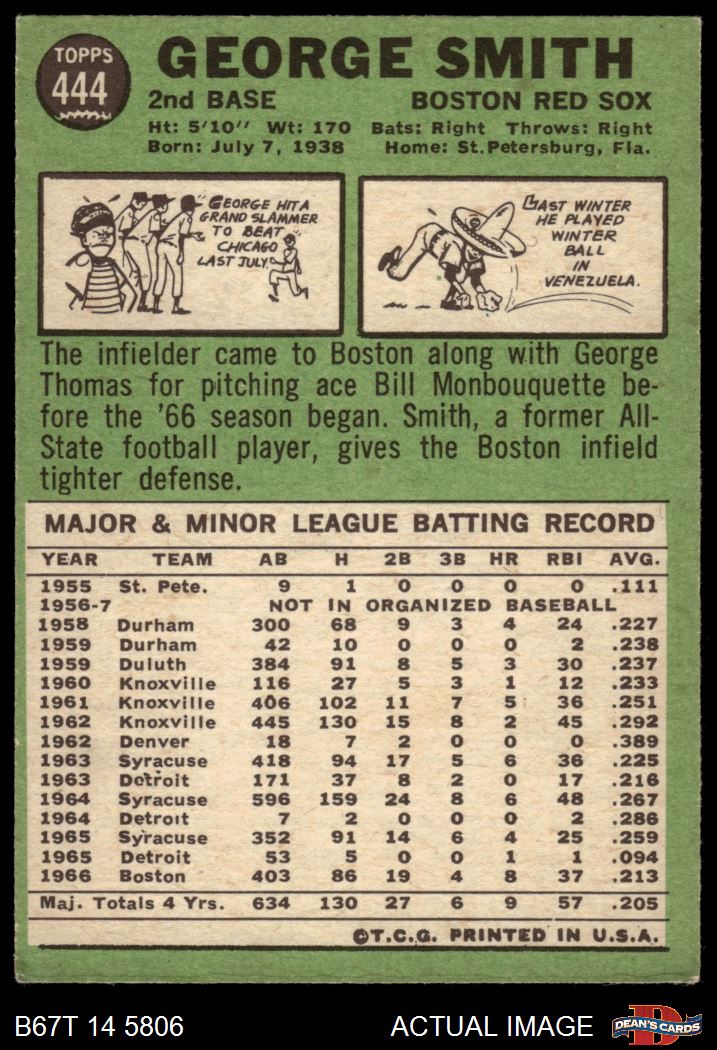 TOPPS
444
GEORGE SMITH
2nd BASE BOSTON RED SOX
Ht: 5'10" Wt: 170 Bats: Right Throws: Right
Born: July 7, 1938 Home: St. Petersburg, Fla.
GEORGE HIT A
GRAND SLAMMER
TO BEAT
CHICAGO
LAST JULY.
LAST WINTER
HE PLAYED
WINTER
BALL
IN
VENEZUELA.
The infielder came to Boston along with George
Thomas for pitching ace Bill Monbouquette be-
fore the '66 season began. Smith, a former All-
State football player, gives the Boston infield
tighter defense.
MAJOR & MINOR LEAGUE BATTING RECORD
YEAR TEAM AB H 2B 3B HR RBI AVG.
1955 St. Pete. 9 1 0 0 0 0 .111
1956-7 NOT IN ORGANIZED BASEBALL
1958 Durham 300 68 9 3 4 24 .227
1959 Durham 42 10 0 0 0 2 .238
1959 Duluth 384 91 8 5 3 30 .237
1960 Knoxville 116 27 5 3 1 12 .233
1961 Knoxville 406 102 11 7 5 36 .251
1962 Knoxville 445 130 15 8 2 45 .292
1962 Denver 18 7 2 0 0 0 .389
1963 Syracuse 418 94 17 5 6 36 .225
1963 Detroit 171 37 8 2 0 17 .216
1964 Syracuse 596 159 24 8 6 48 .267
1964 Detroit 7 2 0 0 0 2 .286
1965 Syracuse 352 91 14 6 4 25 .259
1965 Detroit 53 5 0 0 1 1 .094
1966 Boston 403 86 19 4 8 37 .213
Maj. Totals 4 Yrs. 634 130 27 6 9 57 .205
©T.C.G. PRINTED IN U.S.A.
B67T 14 5806 ACTUAL IMAGE
D
DEAN'S CARDS